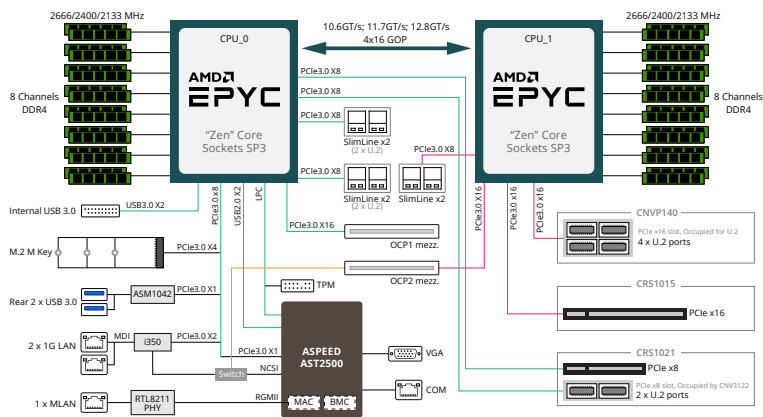 2666/2400/2133 MHz
2666/2400/2133 MHz
10.6GT/s; 11.7GT/s; 12.8GT/s
4x16 GOP
CPU_0
CPU_1
AMD
EPYC
AMD
EPYC
"Zen" Core
Sockets SP3
"Zen" Core
Sockets SP3
8 Channels
DDR4
8 Channels
DDR4
PCIe3.0 X8
PCIe3.0 X8
PCIe3.0 X8
SlimLine x2
(2 x U.2)
PCIe3.0 X8
PCIe3.0 X8
SlimLine x2
(2 x U.2)
SlimLine x2
Internal USB 3.0
USB3.0 X2
PCIe3.0 x8
USB2.0 X2
LPC
PCIe3.0 X16
OCP1 mezz.
PCIe3.0 X16
PCIe3.0 x16
PCIe3.0 x16
CNVP140
PCIe x16 slot, Occupied for U.2
4 x U.2 ports
M.2 M Key
PCIe3.0 X4
OCP2 mezz.
TPM
CRS1015
PCIe x16
Rear 2 x USB 3.0
ASM1042
PCIe3.0 X1
2 x 1G LAN
MDI
i350
PCIe3.0 X2
PCIe3.0 X1
ASPEED
AST2500
VGA
CRS1021
PCIe x8
PCIe x8 slot, Occupied by CNV3122
2 x U.2 ports
Switch
NCSI
COM
1 x MLAN
RTL8211
PHY
RGMII
MAC
BMC